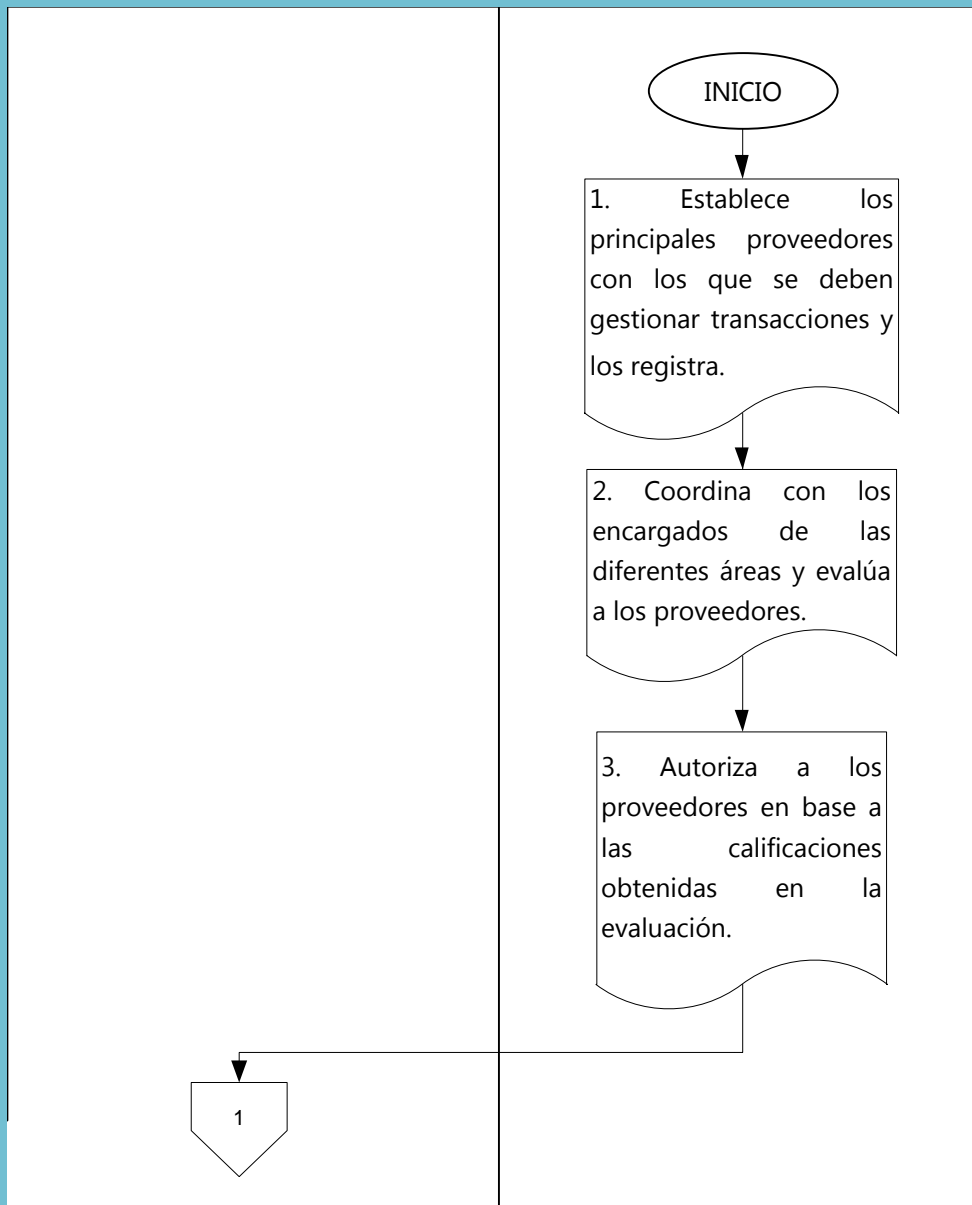 INICIO
1. Establece los
principales proveedores
con los que se deben
gestionar transacciones y
los registra.
2. Coordina con los
encargados de las
diferentes áreas y evalúa
a los proveedores.
3. Autoriza a los
proveedores en base a
las calificaciones
obtenidas en la
evaluación.
1